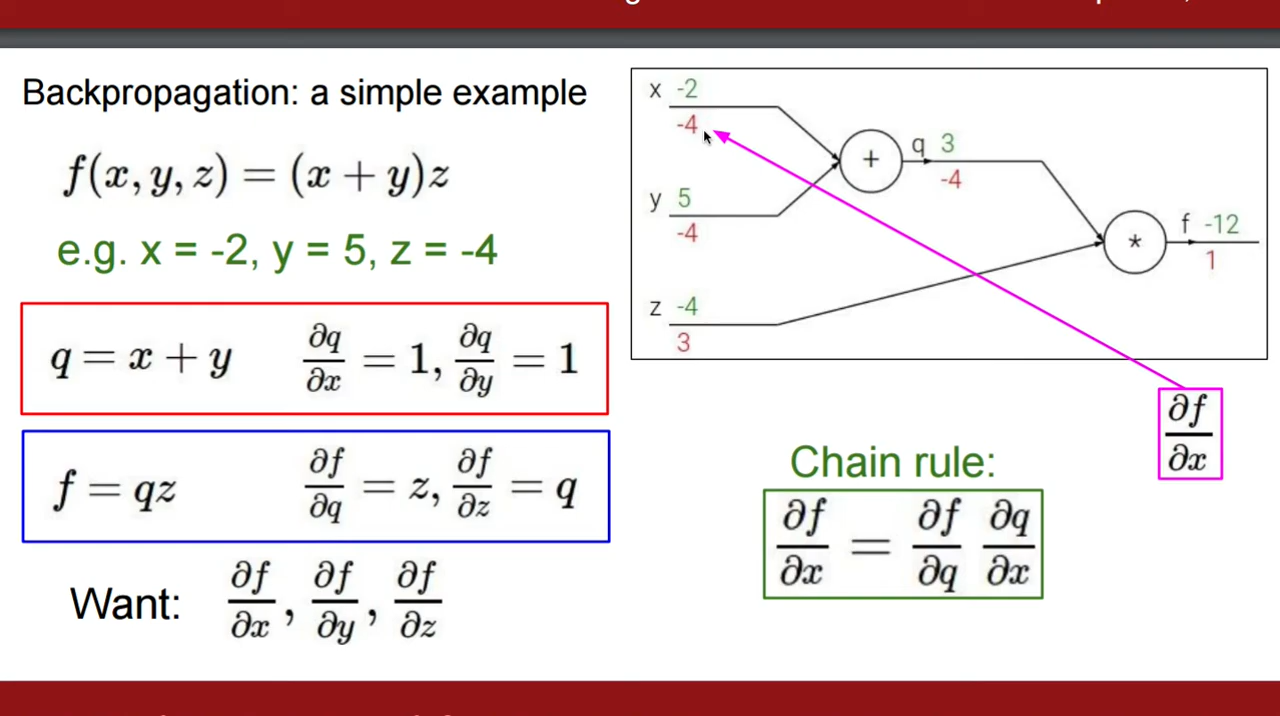 Backpropagation: a simple example
f(x, y, z) = (x + y)z
e.g. x = -2, y = 5, z = -4
q = x + y ∂q/∂x = 1, ∂q/∂y = 1
f = qz ∂f/∂q = z, ∂f/∂z = q
Want: ∂f/∂x, ∂f/∂y, ∂f/∂z
x -2
-4
y 5
-4
z -4
3
+
q 3
-4
*
f -12
1
∂f/∂x
Chain rule:
∂f/∂x = ∂f/∂q ∂q/∂x